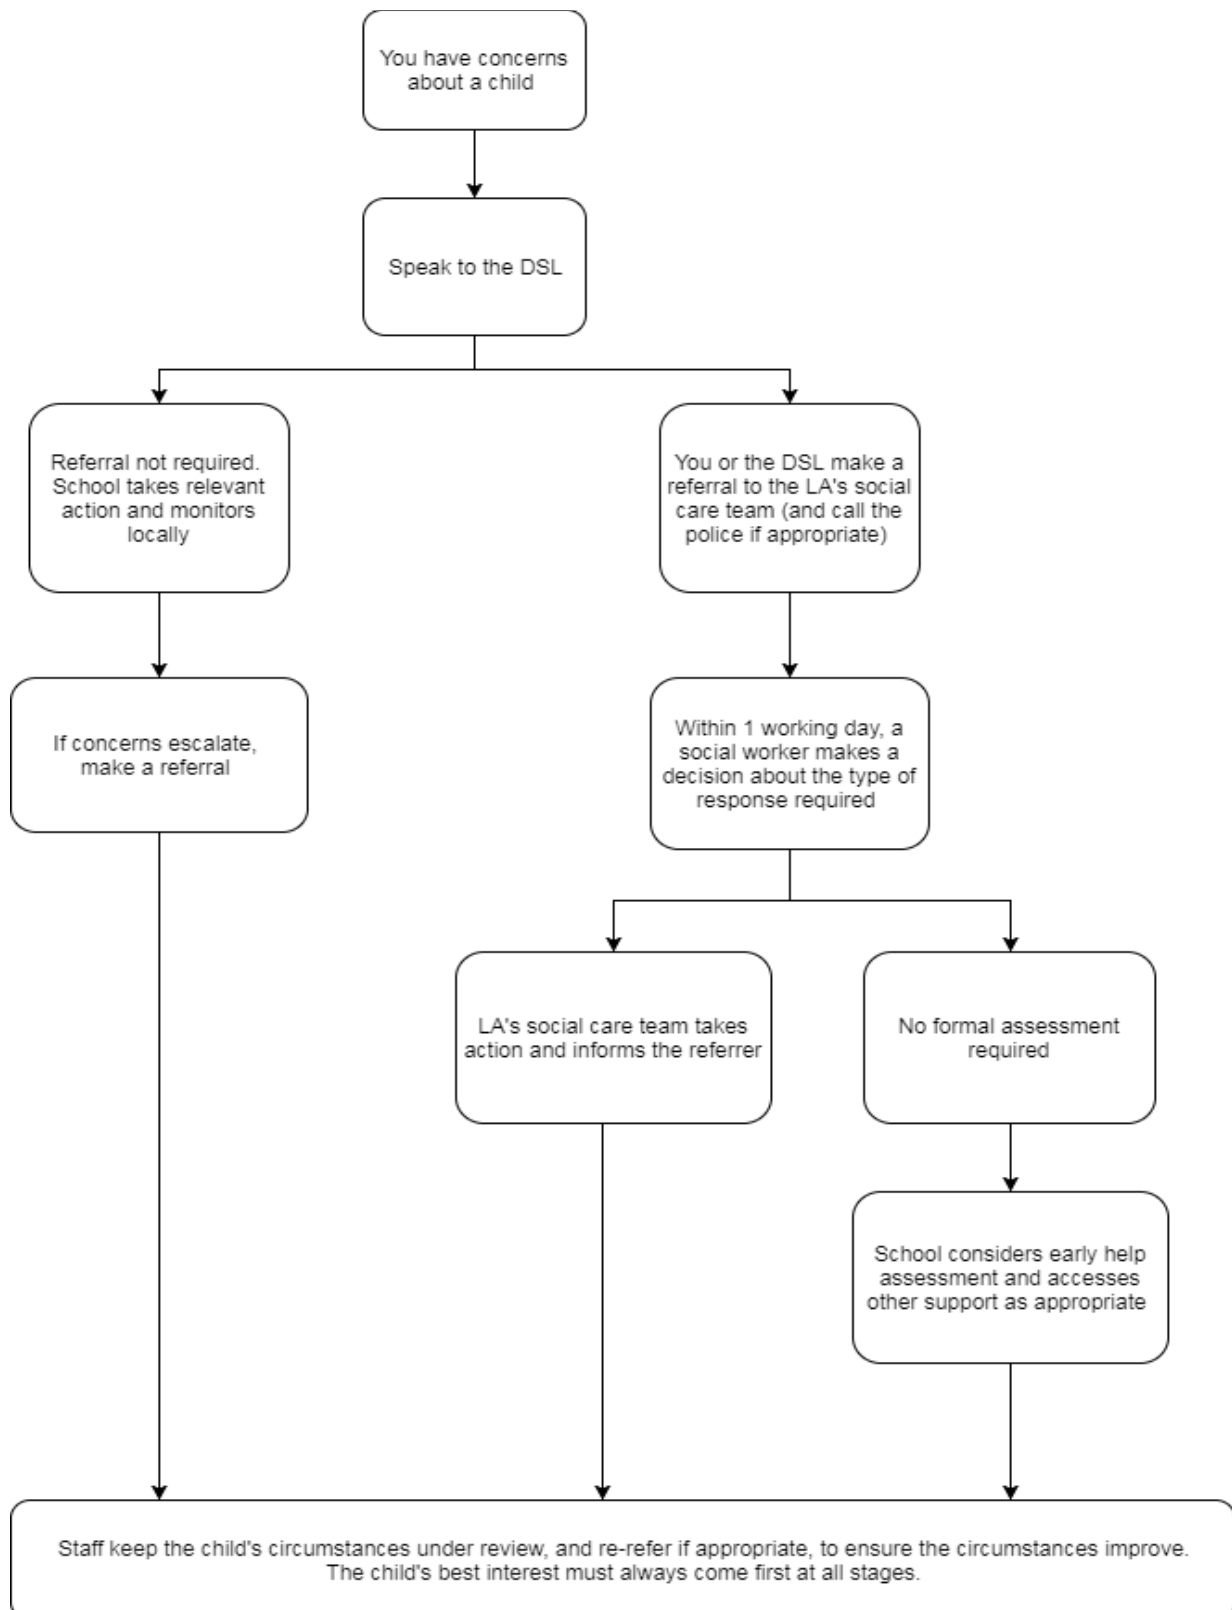 You have concerns
about a child
Speak to the DSL
Referral not required.
School takes relevant
action and monitors
locally
You or the DSL make a
referral to the LA's social
care team (and call the
police if appropriate)
If concerns escalate,
make a referral
Within 1 working day, a
social worker makes a
decision about the type of
response required
LA's social care team takes
action and informs the referrer
No formal assessment
required
School considers early help
assessment and accesses
other support as appropriate
Staff keep the child's circumstances under review, and re-refer if appropriate, to ensure the circumstances improve.
The child's best interest must always come first at all stages.